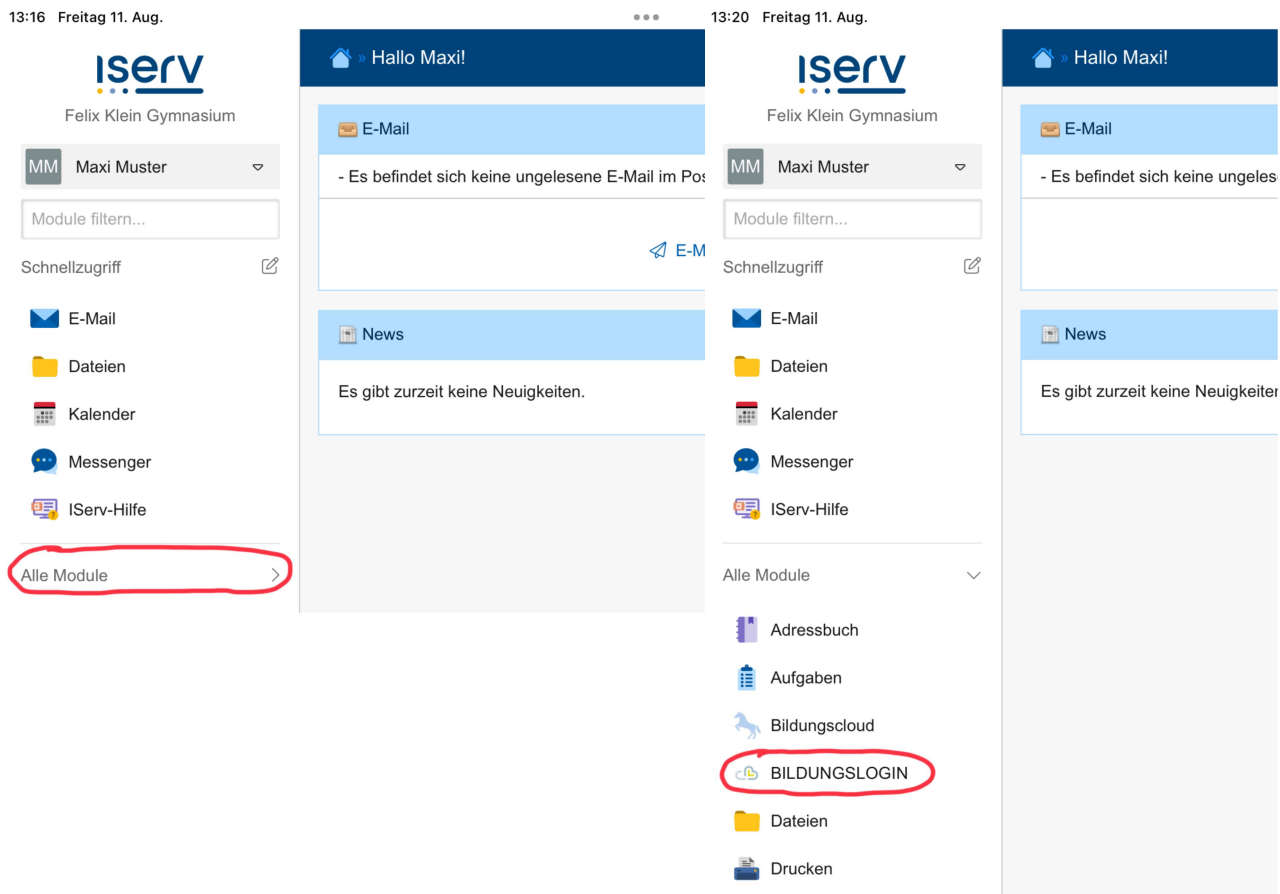 13:16 Freitag 11. Aug.
Iserv
Felix Klein Gymnasium
MM Maxi Muster
Module filtern...
Schnellzugriff
E-Mail
Dateien
Kalender
Messenger
IServ-Hilfe
Alle Module
» Hallo Maxi!
E-Mail
- Es befindet sich keine ungelesene E-Mail im Pos
E-M
News
Es gibt zurzeit keine Neuigkeiten.
13:20 Freitag 11. Aug.
Iserv
Felix Klein Gymnasium
MM Maxi Muster
Module filtern...
Schnellzugriff
E-Mail
Dateien
Kalender
Messenger
IServ-Hilfe
Alle Module
Adressbuch
Aufgaben
Bildungscloud
BILDUNGSLOGIN
Dateien
Drucken
» Hallo Maxi!
E-Mail
- Es befindet sich keine ungelese
News
Es gibt zurzeit keine Neuigkeiten